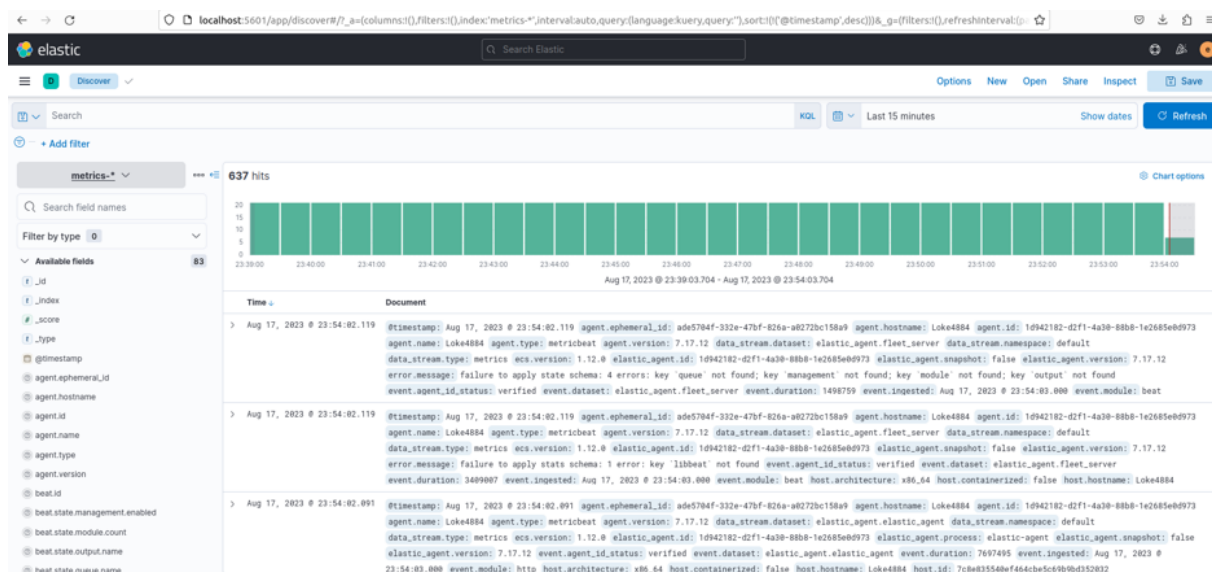 localhost:5601/app/discover#/?_a=(columns:!(),filters:!(),index:'metrics-*',interval:auto,query:(language:kuery,query:''),sort:!(!('@timestamp',desc)))&_g=(filters:!(),refreshInterval:(
elastic
Search Elastic
D Discover
Options New Open Share Inspect Save
Search KQL Last 15 minutes Show dates Refresh
+ Add filter
metrics-* 637 hits Chart options
Search field names
Filter by type 0
Available fields 83
_id
_index
_score
_type
@timestamp
agent.ephemeral_id
agent.hostname
agent.id
agent.name
agent.type
agent.version
beat.id
beat.state.management.enabled
beat.state.module.count
beat.state.output.name
beat.state.queue.name
20
15
10
5
0
23:39:00 23:40:00 23:41:00 23:42:00 23:43:00 23:44:00 23:45:00 23:46:00 23:47:00 23:48:00 23:49:00 23:50:00 23:51:00 23:52:00 23:53:00 23:54:00
Aug 17, 2023 @ 23:39:03.704 - Aug 17, 2023 @ 23:54:03.704
Time Document
Aug 17, 2023 @ 23:54:02.119 @timestamp: Aug 17, 2023 @ 23:54:02.119 agent.ephemeral_id: ade5704f-332e-47bf-826a-a0272bc158a9 agent.hostname: Loke4884 agent.id: 1d942182-d2f1-4a30-88b8-1e2685e0d973
agent.name: Loke4884 agent.type: metricbeat agent.version: 7.17.12 data_stream.dataset: elastic_agent.fleet_server data_stream.namespace: default
data_stream.type: metrics ecs.version: 1.12.0 elastic_agent.id: 1d942182-d2f1-4a30-88b8-1e2685e0d973 elastic_agent.snapshot: false elastic_agent.version: 7.17.12
error.message: failure to apply state schema: 4 errors: key `queue` not found; key `management` not found; key `module` not found; key `output` not found
event.agent_id_status: verified event.dataset: elastic_agent.fleet_server event.duration: 1498759 event.ingested: Aug 17, 2023 @ 23:54:03.000 event.module: beat
Aug 17, 2023 @ 23:54:02.119 @timestamp: Aug 17, 2023 @ 23:54:02.119 agent.ephemeral_id: ade5704f-332e-47bf-826a-a0272bc158a9 agent.hostname: Loke4884 agent.id: 1d942182-d2f1-4a30-88b8-1e2685e0d973
agent.name: Loke4884 agent.type: metricbeat agent.version: 7.17.12 data_stream.dataset: elastic_agent.fleet_server data_stream.namespace: default
data_stream.type: metrics ecs.version: 1.12.0 elastic_agent.id: 1d942182-d2f1-4a30-88b8-1e2685e0d973 elastic_agent.snapshot: false elastic_agent.version: 7.17.12
error.message: failure to apply stats schema: 1 error: key `libbeat` not found event.agent_id_status: verified event.dataset: elastic_agent.fleet_server
event.duration: 3409007 event.ingested: Aug 17, 2023 @ 23:54:03.000 event.module: beat host.architecture: x86_64 host.containerized: false host.hostname: Loke4884
Aug 17, 2023 @ 23:54:02.091 @timestamp: Aug 17, 2023 @ 23:54:02.091 agent.ephemeral_id: ade5704f-332e-47bf-826a-a0272bc158a9 agent.hostname: Loke4884 agent.id: 1d942182-d2f1-4a30-88b8-1e2685e0d973
agent.name: Loke4884 agent.type: metricbeat agent.version: 7.17.12 data_stream.dataset: elastic_agent.elastic_agent data_stream.namespace: default
data_stream.type: metrics ecs.version: 1.12.0 elastic_agent.id: 1d942182-d2f1-4a30-88b8-1e2685e0d973 elastic_agent.process: elastic-agent elastic_agent.snapshot: false
elastic_agent.version: 7.17.12 event.agent_id_status: verified event.dataset: elastic_agent.elastic_agent event.duration: 7697495 event.ingested: Aug 17, 2023 @
23:54:03.000 event.module: http host.architecture: x86_64 host.containerized: false host.hostname: Loke4884 host.id: 7c8e835540ef464cbe5c69b9bd352032